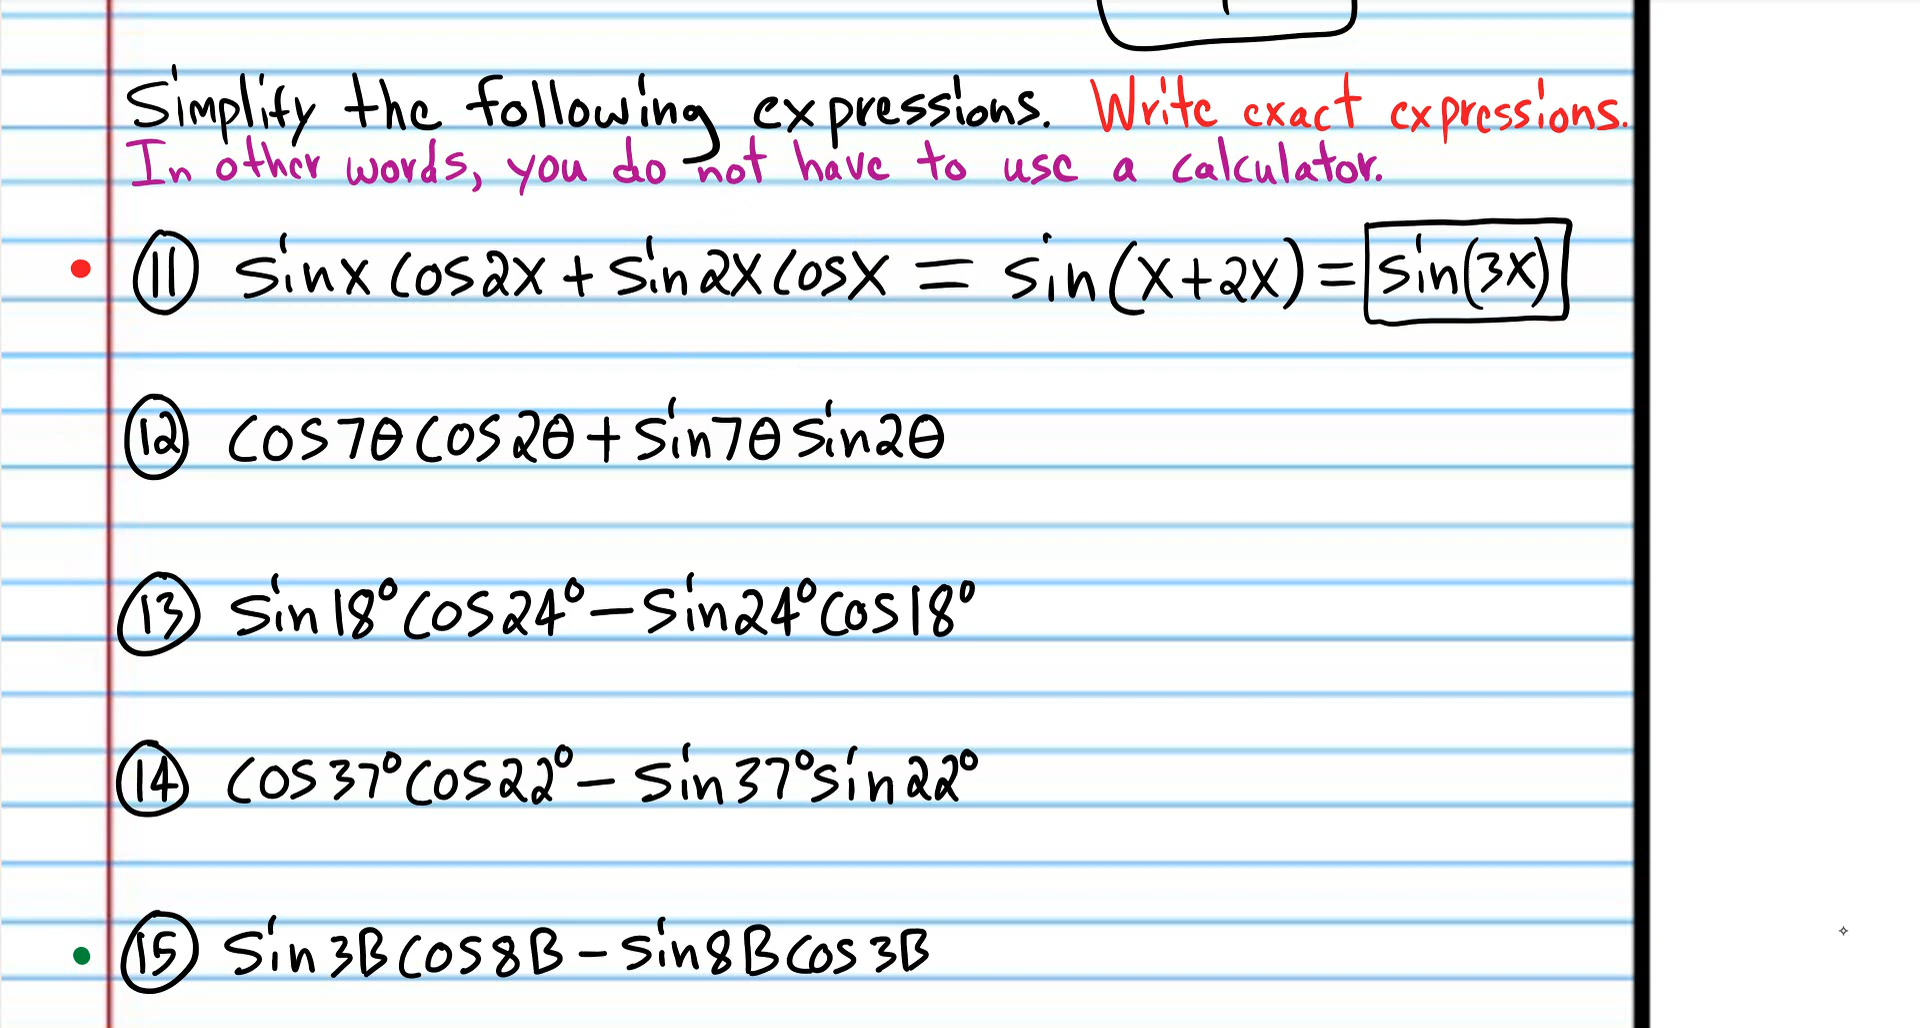 Simplify the following expressions. Write exact expressions.
In other words, you do not have to use a calculator.
⑪ sinx cos2x + sin2x cosx = sin(x+2x) = sin(3x)
⑫ cos7θ cos2θ + sin7θ sin2θ
⑬ sin18° cos24° − sin24° cos18°
⑭ cos37° cos22° − sin37° sin22°
⑮ sin3B cos8B − sin8B cos3B